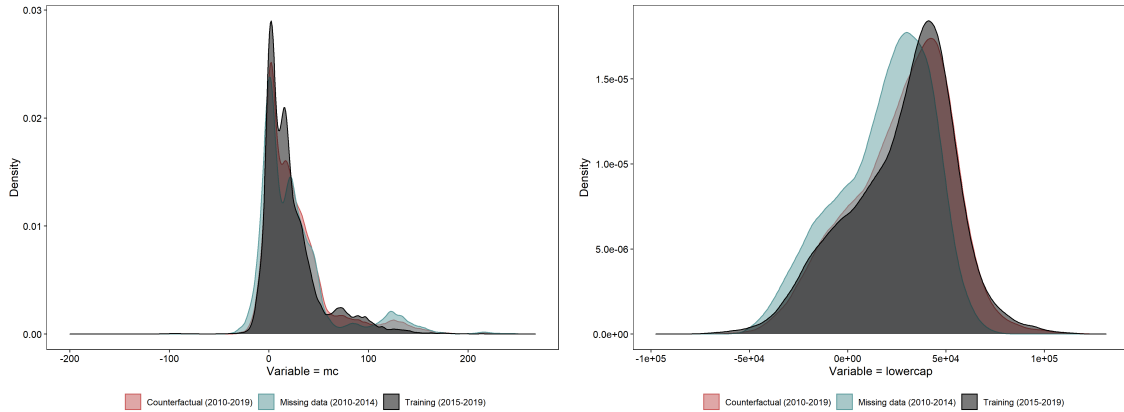 0.03
0.02
0.01
0.00
Density
-200 -100 0 100 200
Variable = mc
Counterfactual (2010-2019) Missing data (2010-2014) Training (2015-2019)
1.5e-05
1.0e-05
5.0e-06
0.0e+00
Density
-1e+05 -5e+04 0e+00 5e+04 1e+05
Variable = lowercap
Counterfactual (2010-2019) Missing data (2010-2014) Training (2015-2019)